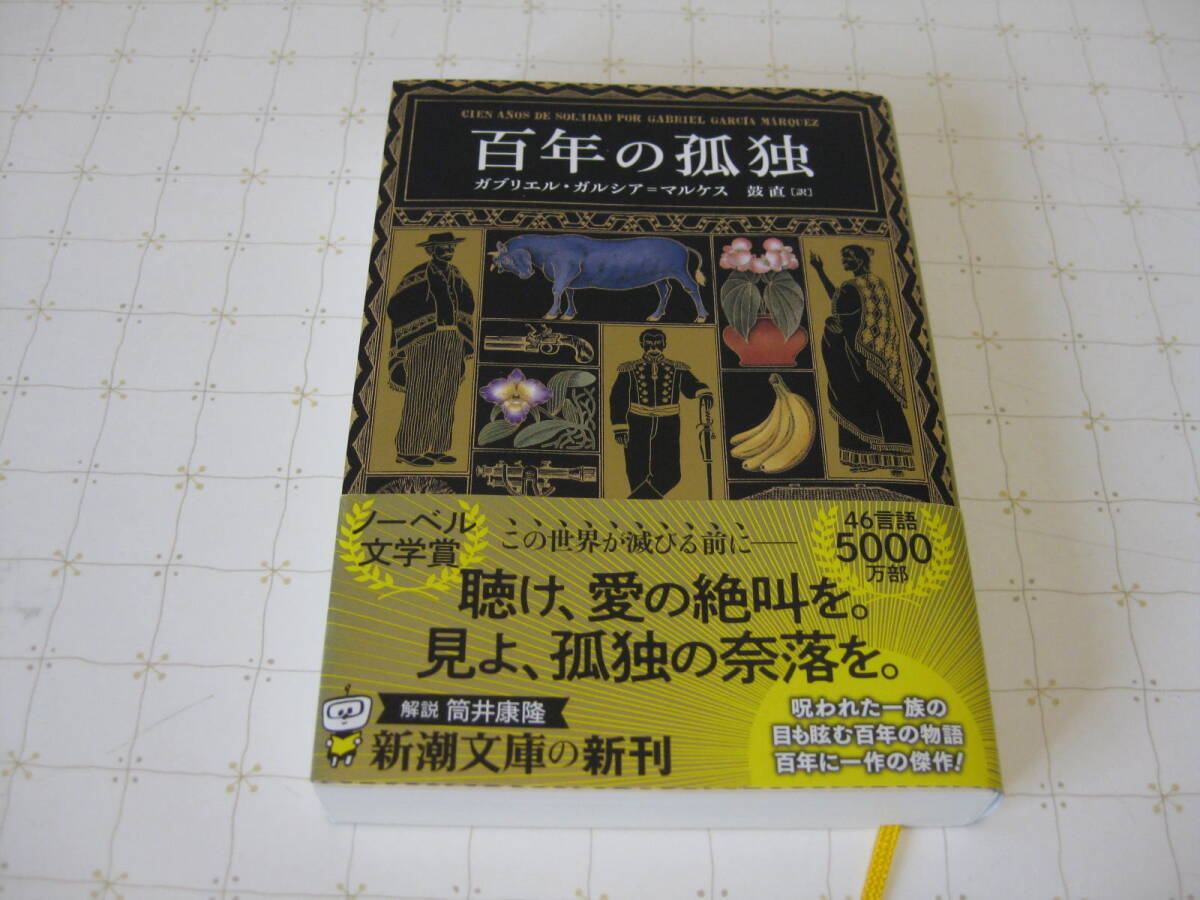 CIEN AÑOS DE SOLEDAD POR GABRIEL GARCÍA MÁRQUEZ
百年の孤独
ガブリエル・ガルシア=マルケス 鼓直[訳]
ノーベル
文学賞
この世界が滅びる前に――
46言語
5000
万部
聴け、愛の絶叫を。
見よ、孤独の奈落を。
解説 筒井康隆
新潮文庫の新刊
呪われた一族の
目も眩む百年の物語
百年に一作の傑作!